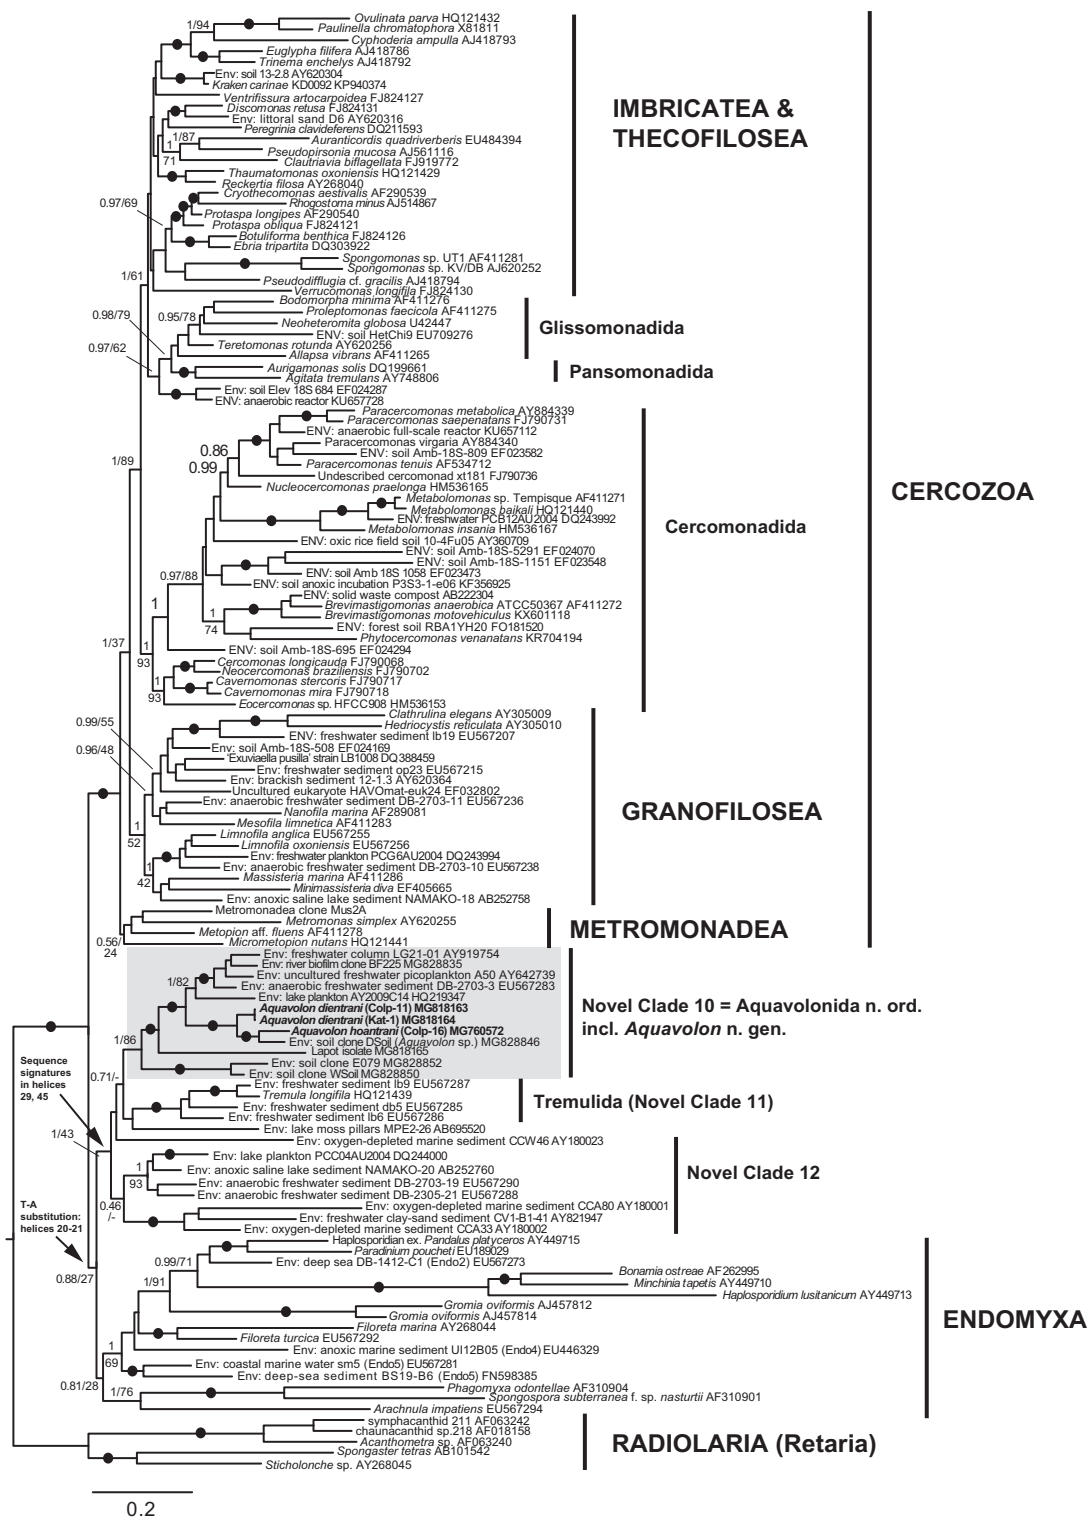 Ovulinata parva HQ121432
1/94
Paulinella chromatophora X81811
Cyphoderia ampulla AJ418793
Euglypha filifera AJ418786
Trinema enchelys AJ418792
Env: soil 13-2.8 AY620304
Kraken carinae KD0092 KP940374
Ventrifissura artocarpoidea FJ824127
Discomonas retusa FJ824131
Env: littoral sand D6 AY620316
Peregrinia clavideferens DQ211593
IMBRICATEA &
THECOFILOSEA
1/87
Auranticordis quadriverberis EU484394
1
Pseudopirsonia mucosa AJ561116
71
Clautriavia biflagellata FJ919772
Thaumatomonas oxoniensis HQ121429
Reckertia filosa AY268040
Cryothecomonas aestivalis AF290539
0.97/69
Rhogostoma minus AJ514867
Protaspa longipes AF290540
Protaspa obliqua FJ824121
Botuliforma benthica FJ824126
Ebria tripartita DQ303922
Spongomonas sp. UT1 AF411281
Spongomonas sp. KV/DB AJ620252
1/61
Pseudodifflugia cf. gracilis AJ418794
Verrucomonas longifila FJ824130
Bodomorpha minima AF411276
0.98/79
0.95/78
Proleptomonas faecicola AF411275
Neoheteromita globosa U42447
Glissomonadida
ENV: soil HetChi9 EU709276
0.97/62
Teretomonas rotunda AY620256
Allapsa vibrans AF411265
Aurigamonas solis DQ199661
Pansomonadida
Agitata tremulans AY748806
Env: soil Elev 18S 684 EF024287
ENV: anaerobic reactor KU657728
Paracercomonas metabolica AY884339
Paracercomonas saepenatans FJ790731
ENV: anaerobic full-scale reactor KU657112
Paracercomonas virgaria AY884340
0.86
ENV: soil Amb-18S-809 EF023582
1/89
0.99
Paracercomonas tenuis AF534712
Undescribed cercomonad xt181 FJ790736
Nucleocercomonas praelonga HM536165
CERCOZOA
Metabolomonas sp. Tempisque AF411271
Metabolomonas baikali HQ121440
ENV: freshwater PCB12AU2004 DQ243992
Cercomonadida
Metabolomonas insania HM536167
ENV: oxic rice field soil 10-4Fu05 AY360709
ENV: soil Amb-18S-5291 EF024070
ENV: soil Amb-18S-1151 EF023548
0.97/88
ENV: soil Amb 18S 1058 EF023473
ENV: soil anoxic incubation P3S3-1-e06 KF356925
ENV: solid waste compost AB222304
1
Brevimastigomonas anaerobica ATCC50367 AF411272
1
Brevimastigomonas motovehiculus KX601118
74
ENV: forest soil RBA1YH20 FO181520
1/37
1
Phytocercomonas venanatans KR704194
93
ENV: soil Amb-18S-695 EF024294
Cercomonas longicauda FJ790068
Neocercomonas braziliensis FJ790702
1
Cavernomonas stercoris FJ790717
93
Cavernomonas mira FJ790718
Eocercomonas sp. HFCC908 HM536153
0.99/55
Clathrulina elegans AY305009
Hedriocystis reticulata AY305010
ENV: freshwater sediment lb19 EU567207
0.96/48
Env: soil Amb-18S-508 EF024169
'Exuviaella pusilla' strain LB1008 DQ388459
Env: freshwater sediment op23 EU567215
Env: brackish sediment 12-1.3 AY620364
Uncultured eukaryote HAVOmat-euk24 EF032802
Env: anaerobic freshwater sediment DB-2703-11 EU567236
Nanofila marina AF289081
GRANOFILOSEA
1
Mesofila limnetica AF411283
52
Limnofila anglica EU567255
Limnofila oxoniensis EU567256
Env: freshwater plankton PCG6AU2004 DQ243994
1
Env: anaerobic freshwater sediment DB-2703-10 EU567238
42
Massisteria marina AF411286
Minimassisteria diva EF405665
Env: anoxic saline lake sediment NAMAKO-18 AB252758
Metromonadea clone Mus2A
Metromonas simplex AY620255
METROMONADEA
Metopion aff. fluens AF411278
0.56/
24
Micrometopion nutans HQ121441
Env: freshwater column LG21-01 AY919754
Env: river biofilm clone BF225 MG828835
Env: uncultured freshwater picoplankton A50 AY642739
1/82
Env: anaerobic freshwater sediment DB-2703-3 EU567283
Env: lake plankton AY2009C14 HQ219347
Novel Clade 10 = Aquavolonida n. ord.
incl. Aquavolon n. gen.
Aquavolon dientrani (Colp-11) MG818163
Aquavolon dientrani (Kat-1) MG818164
Aquavolon hoantrani (Colp-16) MG760572
1/86
Env: soil clone DSoil (Aquavolon sp.) MG828846
Lapot isolate MG818165
Sequence
signatures
in helices
29, 45
Env: soil clone E079 MG828852
Env: soil clone WSoil MG828850
0.71/-
Env: freshwater sediment lb9 EU567287
Tremula longifila HQ121439
Tremulida (Novel Clade 11)
Env: freshwater sediment db5 EU567285
Env: freshwater sediment lb6 EU567286
Env: lake moss pillars MPE2-26 AB695520
1/43
Env: oxygen-depleted marine sediment CCW46 AY180023
Env: lake plankton PCC04AU2004 DQ244000
1
Env: anoxic saline lake sediment NAMAKO-20 AB252760
Novel Clade 12
93
Env: anaerobic freshwater sediment DB-2703-19 EU567290
Env: anaerobic freshwater sediment DB-2305-21 EU567288
T-A
substitution:
helices 20-21
0.46
/-
Env: oxygen-depleted marine sediment CCA80 AY180001
Env: freshwater clay-sand sediment CV1-B1-41 AY821947
Env: oxygen-depleted marine sediment CCA33 AY180002
Haplosporidian ex. Pandalus platyceros AY449715
Paradinium poucheti EU189029
0.99/71
Env: deep sea DB-1412-C1 (Endo2) EU567273
0.88/27
Bonamia ostreae AF262995
1/91
Minchinia tapetis AY449710
Haplosporidium lusitanicum AY449713
Gromia oviformis AJ457812
Gromia oviformis AJ457814
ENDOMYXA
Filoreta marina AY268044
Filoreta turcica EU567292
1
Env: anoxic marine sediment UI12B05 (Endo4) EU446329
69
Env: coastal marine water sm5 (Endo5) EU567281
Env: deep-sea sediment BS19-B6 (Endo5) FN598385
0.81/28
1/76
Phagomyxa odontellae AF310904
Spongospora subterranea f. sp. nasturtii AF310901
Arachnula impatiens EU567294
symphacanthid 211 AF063242
chaunacanthid sp.218 AF018158
Acanthometra sp. AF063240
RADIOLARIA (Retaria)
Spongaster tetras AB101542
Sticholonche sp. AY268045
0.2